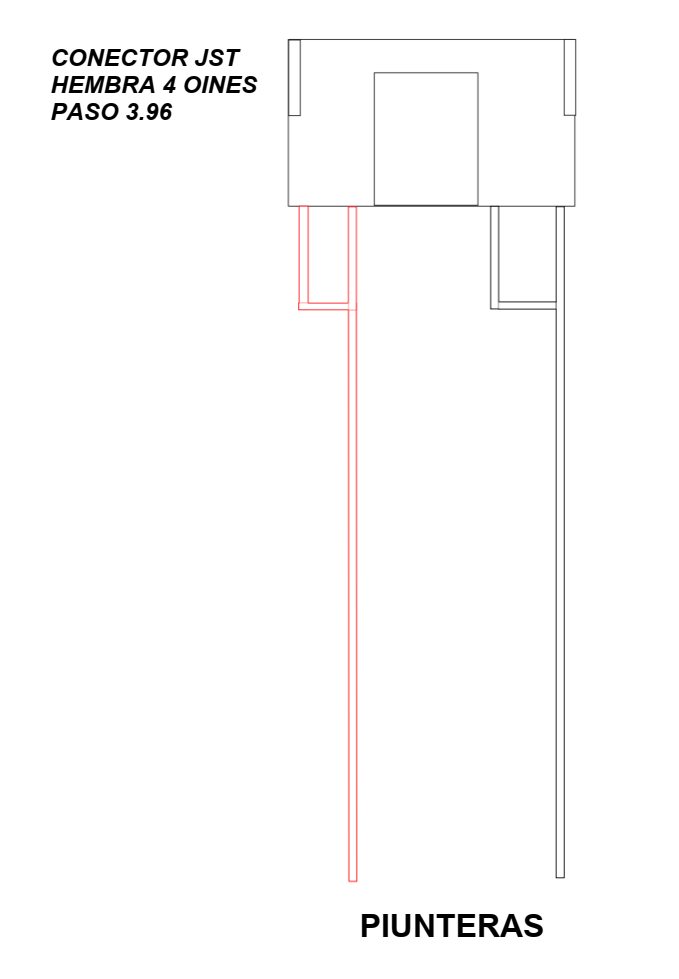 CONECTOR JST
HEMBRA 4 OINES
PASO 3.96
PIUNTERAS